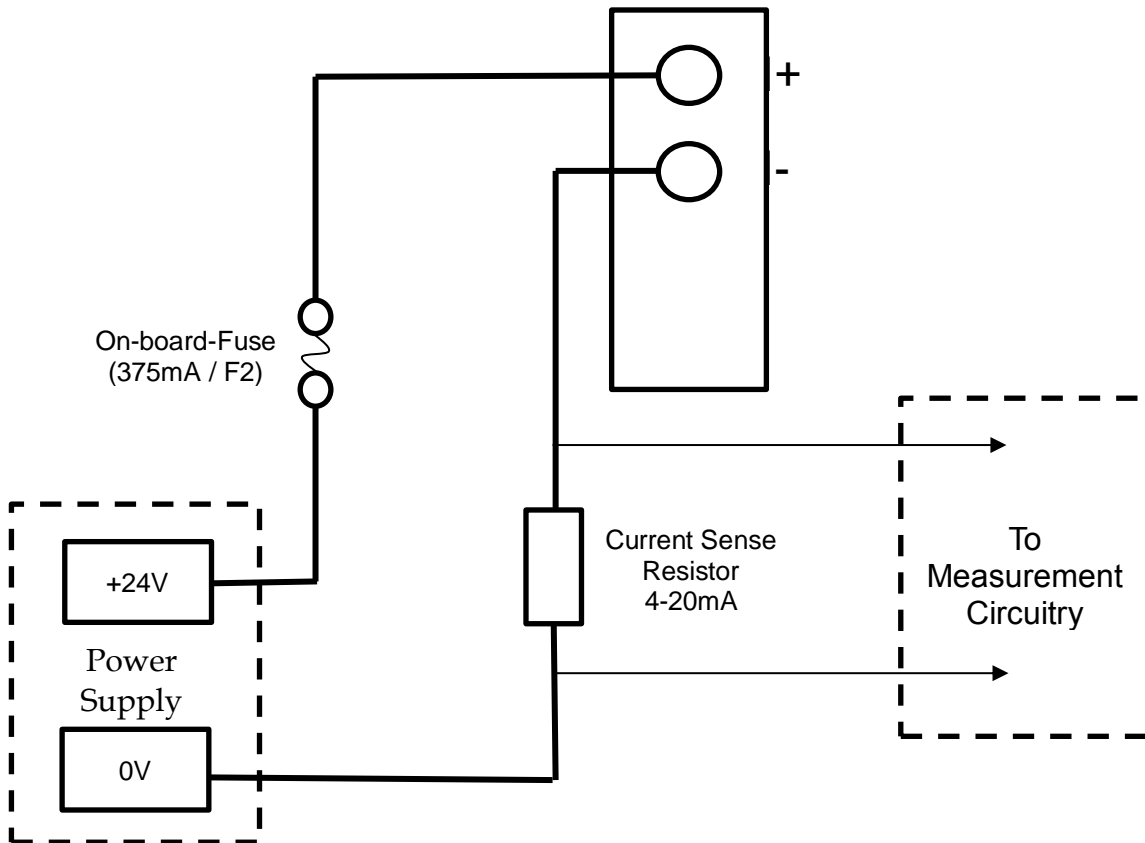 +
-
On-board-Fuse
(375mA / F2)
+24V
Power
Supply
0V
Current Sense
Resistor
4-20mA
To
Measurement
Circuitry